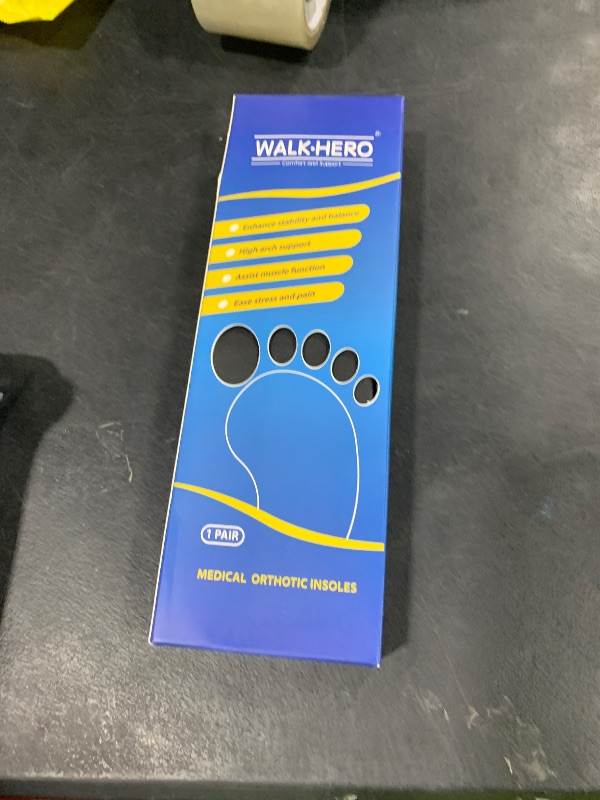 WALK·HERO®
Comfort and Support
Enhance stability and balance
High arch support
Assist muscle function
Ease stress and pain
1 PAIR
MEDICAL ORTHOTIC INSOLES